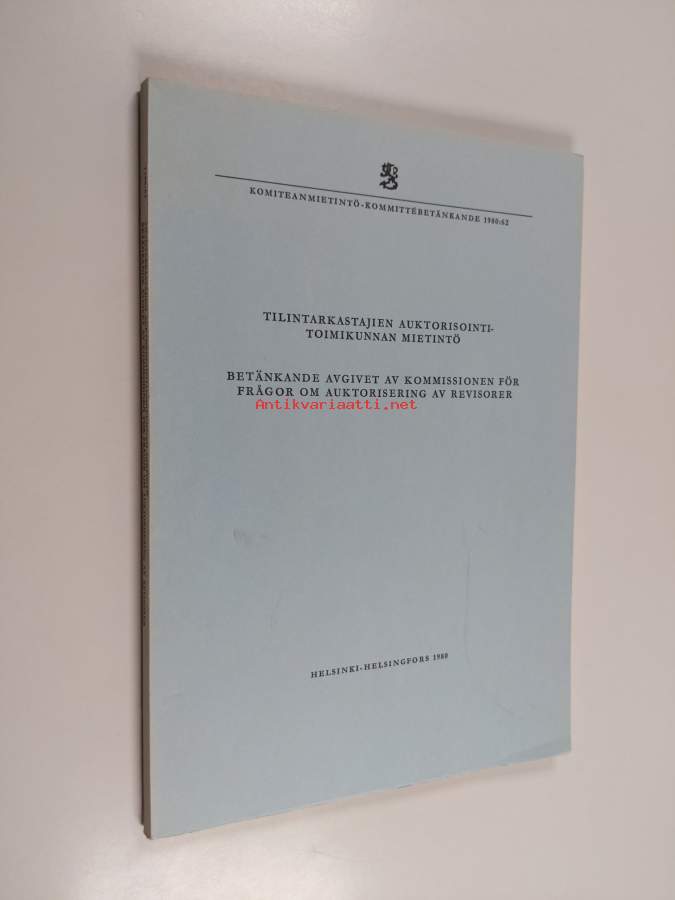 KOMITEANMIETINTÖ-KOMMITTÉBETÄNKANDE 1980:62
TILINTARKASTAJIEN AUKTORISOINTI-
TOIMIKUNNAN MIETINTÖ
BETÄNKANDE AVGIVET AV KOMMISSIONEN FÖR
FRÅGOR OM AUKTORISERING AV REVISORER
Antikvariaatti.net
HELSINKI-HELSINGFORS 1980